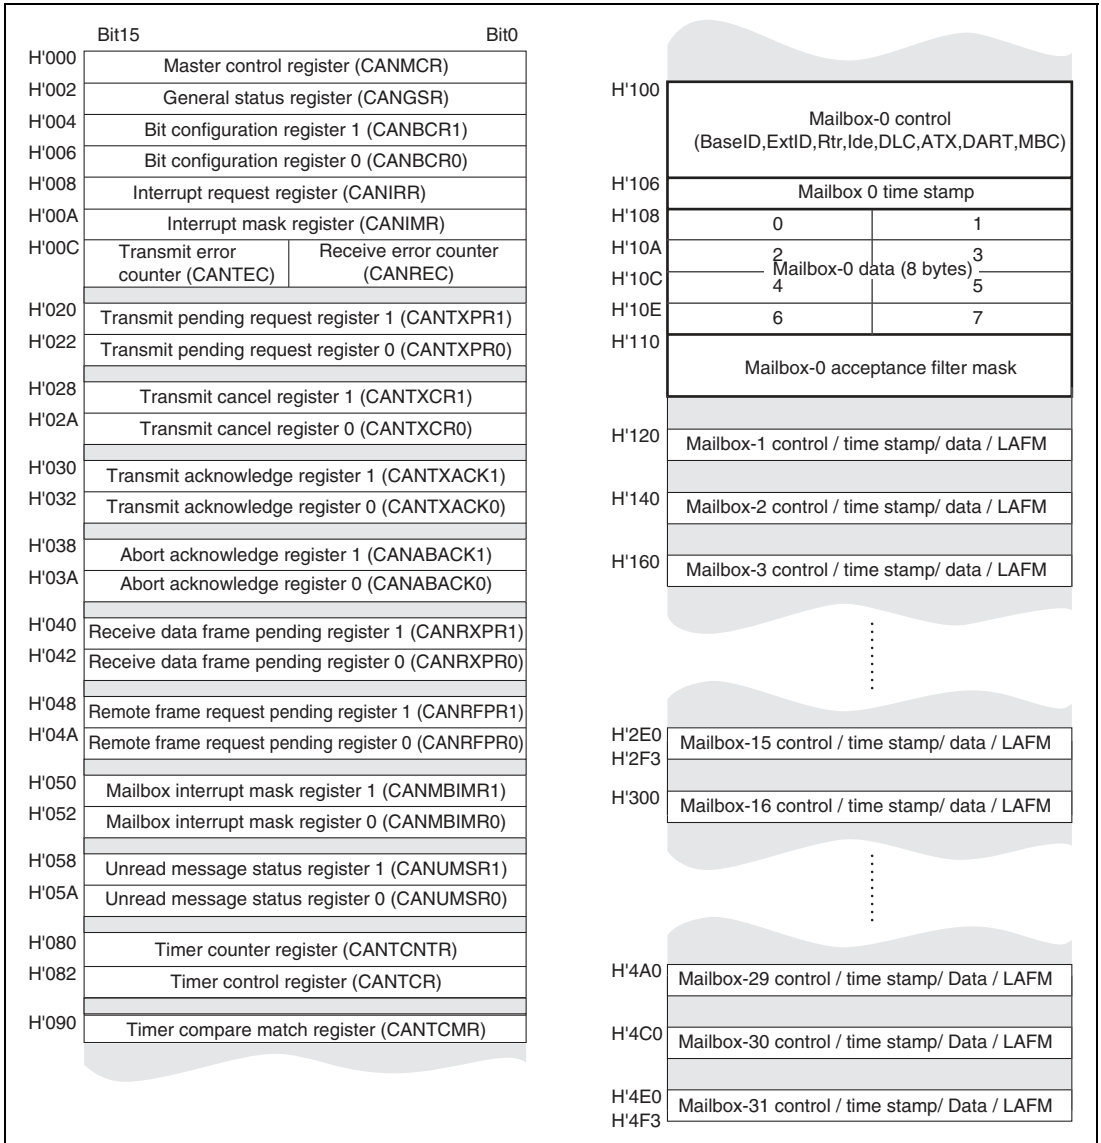 Bit15 Bit0
H'000 Master control register (CANMCR)
H'002 General status register (CANGSR)
H'004 Bit configuration register 1 (CANBCR1)
H'006 Bit configuration register 0 (CANBCR0)
H'008 Interrupt request register (CANIRR)
H'00A Interrupt mask register (CANIMR)
H'00C Transmit error counter (CANTEC) Receive error counter (CANREC)
H'020 Transmit pending request register 1 (CANTXPR1)
H'022 Transmit pending request register 0 (CANTXPR0)
H'028 Transmit cancel register 1 (CANTXCR1)
H'02A Transmit cancel register 0 (CANTXCR0)
H'030 Transmit acknowledge register 1 (CANTXACK1)
H'032 Transmit acknowledge register 0 (CANTXACK0)
H'038 Abort acknowledge register 1 (CANABACK1)
H'03A Abort acknowledge register 0 (CANABACK0)
H'040 Receive data frame pending register 1 (CANRXPR1)
H'042 Receive data frame pending register 0 (CANRXPR0)
H'048 Remote frame request pending register 1 (CANRFPR1)
H'04A Remote frame request pending register 0 (CANRFPR0)
H'050 Mailbox interrupt mask register 1 (CANMBIMR1)
H'052 Mailbox interrupt mask register 0 (CANMBIMR0)
H'058 Unread message status register 1 (CANUMSR1)
H'05A Unread message status register 0 (CANUMSR0)
H'080 Timer counter register (CANTCNTR)
H'082 Timer control register (CANTCR)
H'090 Timer compare match register (CANTCMR)
H'100 Mailbox-0 control
(BaseID,ExtID,Rtr,Ide,DLC,ATX,DART,MBC)
H'106 Mailbox 0 time stamp
H'108 0 1
H'10A 2 3
Mailbox-0 data (8 bytes)
H'10C 4 5
H'10E 6 7
H'110 Mailbox-0 acceptance filter mask
H'120 Mailbox-1 control / time stamp/ data / LAFM
H'140 Mailbox-2 control / time stamp/ data / LAFM
H'160 Mailbox-3 control / time stamp/ data / LAFM
H'2E0 Mailbox-15 control / time stamp/ data / LAFM
H'2F3
H'300 Mailbox-16 control / time stamp/ data / LAFM
H'4A0 Mailbox-29 control / time stamp/ Data / LAFM
H'4C0 Mailbox-30 control / time stamp/ Data / LAFM
H'4E0 Mailbox-31 control / time stamp/ Data / LAFM
H'4F3